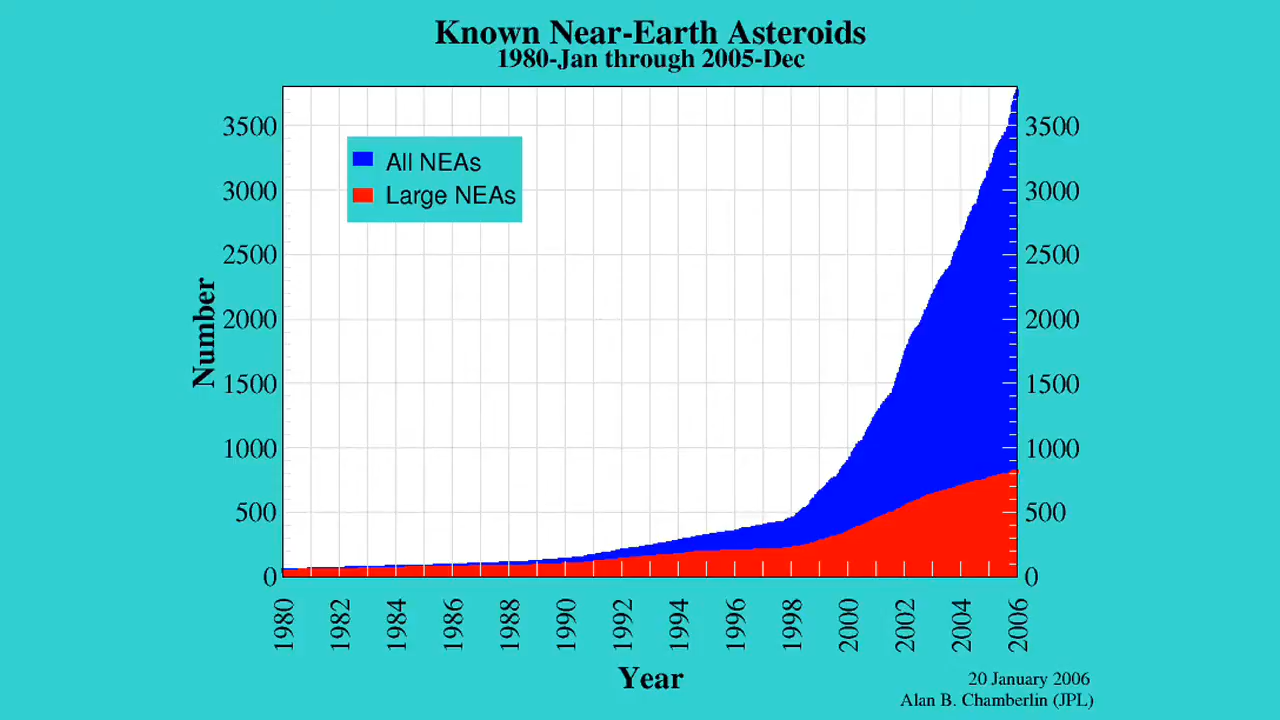 Known Near-Earth Asteroids
1980-Jan through 2005-Dec
All NEAs
Large NEAs
Number
3500
3000
2500
2000
1500
1000
500
0
3500
3000
2500
2000
1500
1000
500
0
1980 1982 1984 1986 1988 1990 1992 1994 1996 1998 2000 2002 2004 2006
Year
20 January 2006
Alan B. Chamberlin (JPL)